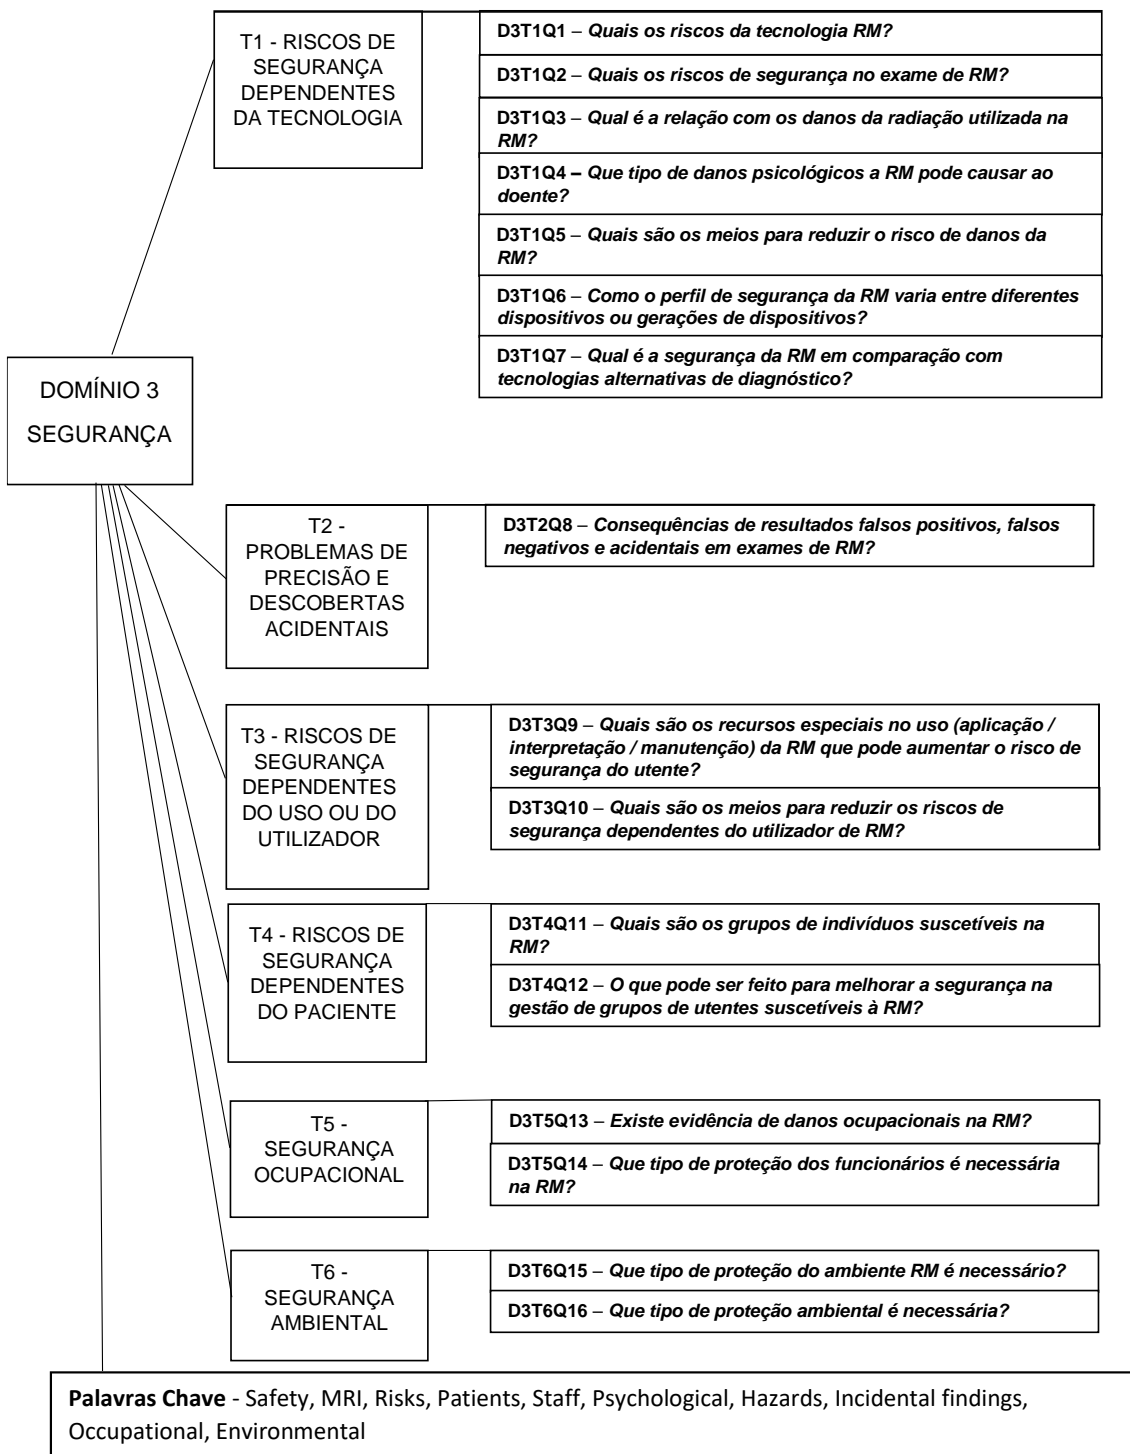 T1 - RISCOS DE
SEGURANÇA
DEPENDENTES
DA TECNOLOGIA
D3T1Q1 – Quais os riscos da tecnologia RM?
D3T1Q2 – Quais os riscos de segurança no exame de RM?
D3T1Q3 – Qual é a relação com os danos da radiação utilizada na
RM?
D3T1Q4 – Que tipo de danos psicológicos a RM pode causar ao
doente?
D3T1Q5 – Quais são os meios para reduzir o risco de danos da
RM?
D3T1Q6 – Como o perfil de segurança da RM varia entre diferentes
dispositivos ou gerações de dispositivos?
D3T1Q7 – Qual é a segurança da RM em comparação com
tecnologias alternativas de diagnóstico?
DOMÍNIO 3
SEGURANÇA
T2 -
PROBLEMAS DE
PRECISÃO E
DESCOBERTAS
ACIDENTAIS
D3T2Q8 – Consequências de resultados falsos positivos, falsos
negativos e acidentais em exames de RM?
T3 - RISCOS DE
SEGURANÇA
DEPENDENTES
DO USO OU DO
UTILIZADOR
D3T3Q9 – Quais são os recursos especiais no uso (aplicação /
interpretação / manutenção) da RM que pode aumentar o risco de
segurança do utente?
D3T3Q10 – Quais são os meios para reduzir os riscos de
segurança dependentes do utilizador de RM?
T4 - RISCOS DE
SEGURANÇA
DEPENDENTES
DO PACIENTE
D3T4Q11 – Quais são os grupos de indivíduos suscetíveis na
RM?
D3T4Q12 – O que pode ser feito para melhorar a segurança na
gestão de grupos de utentes suscetíveis à RM?
T5 -
SEGURANÇA
OCUPACIONAL
D3T5Q13 – Existe evidência de danos ocupacionais na RM?
D3T5Q14 – Que tipo de proteção dos funcionários é necessária
na RM?
T6 -
SEGURANÇA
AMBIENTAL
D3T6Q15 – Que tipo de proteção do ambiente RM é necessário?
D3T6Q16 – Que tipo de proteção ambiental é necessária?
Palavras Chave - Safety, MRI, Risks, Patients, Staff, Psychological, Hazards, Incidental findings,
Occupational, Environmental